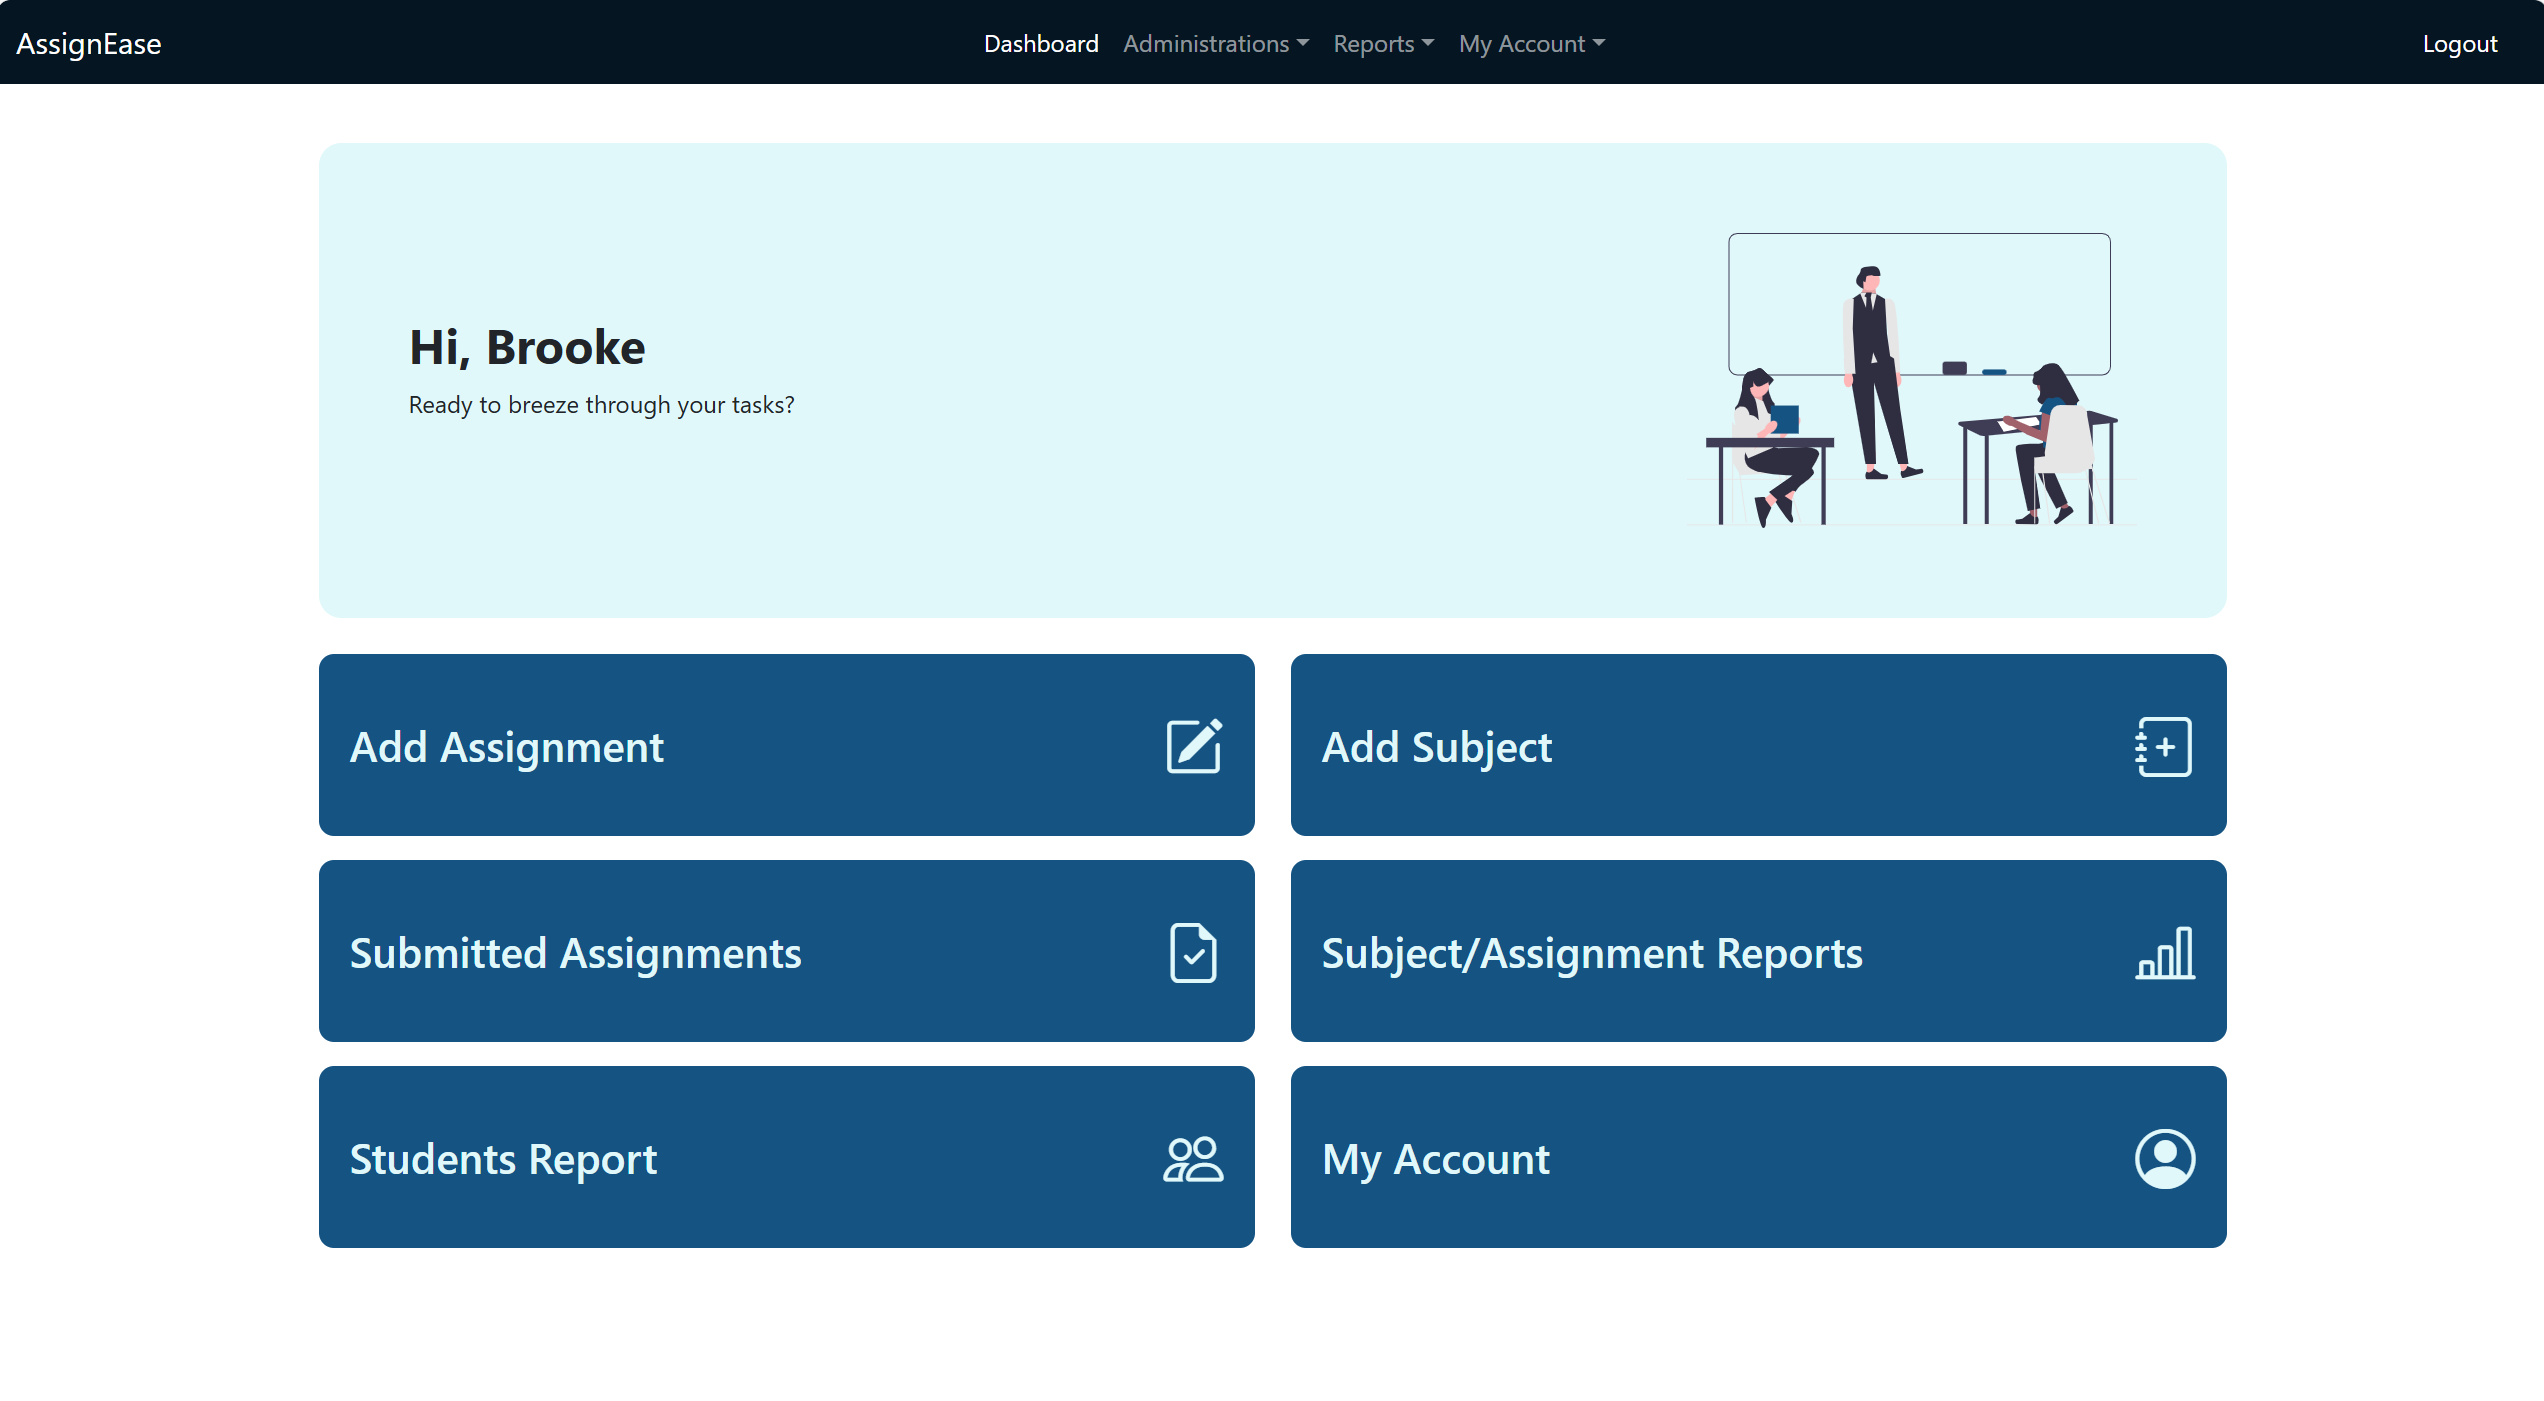 AssignEase
Dashboard
Administrations
Reports
My Account
Logout
Hi, Brooke
Ready to breeze through your tasks?
Add Assignment
Add Subject
Submitted Assignments
Subject/Assignment Reports
Students Report
My Account